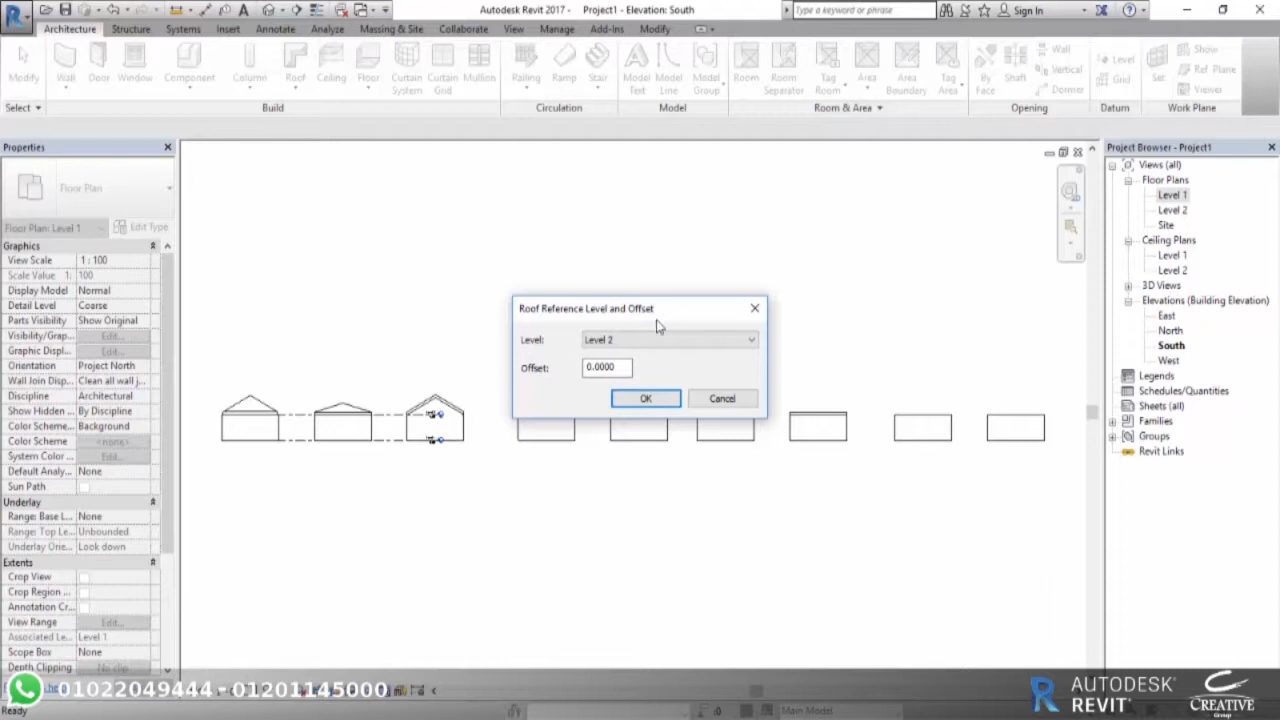 Autodesk Revit 2017 - Project1 - Elevation: South
Type a keyword or phrase
Sign In
Architecture Structure Systems Insert Annotate Analyze Massing & Site Collaborate View Manage Add-Ins Modify
Modify Wall Door Window Component Column Roof Ceiling Floor Curtain System Curtain Grid Mullion Railing Ramp Stair Model Text Model Line Model Group Room Room Separator Tag Room Area Area Boundary Tag Area By Face Shaft Wall Vertical Dormer Level Grid Set Show Ref Plane Viewer
Select Build Circulation Model Room & Area Opening Datum Work Plane
Properties
Floor Plan
Floor Plan: Level 1 Edit Type
Graphics
View Scale 1 : 100
Scale Value 1: 100
Display Model Normal
Detail Level Coarse
Parts Visibility Show Original
Visibility/Grap... Edit...
Graphic Displ... Edit...
Orientation Project North
Wall Join Disp... Clean all wall j...
Discipline Architectural
Show Hidden ... By Discipline
Color Scheme... Background
Color Scheme <none>
System Color ... Edit...
Default Analy... None
Sun Path
Underlay
Range: Base L... None
Range: Top Le... Unbounded
Underlay Orie... Look down
Extents
Crop View
Crop Region ...
Annotation Cr...
View Range Edit...
Associated Le... Level 1
Scope Box None
Depth Clipping No clip
Roof Reference Level and Offset
Level: Level 2
Offset: 0.0000
OK Cancel
Project Browser - Project1
Views (all)
Floor Plans
Level 1
Level 2
Site
Ceiling Plans
Level 1
Level 2
3D Views
Elevations (Building Elevation)
East
North
South
West
Legends
Schedules/Quantities
Sheets (all)
Families
Groups
Revit Links
01022049444 - 01201145000
Ready
:0
Main Model
AUTODESK®
REVIT®
CREATIVE
Group